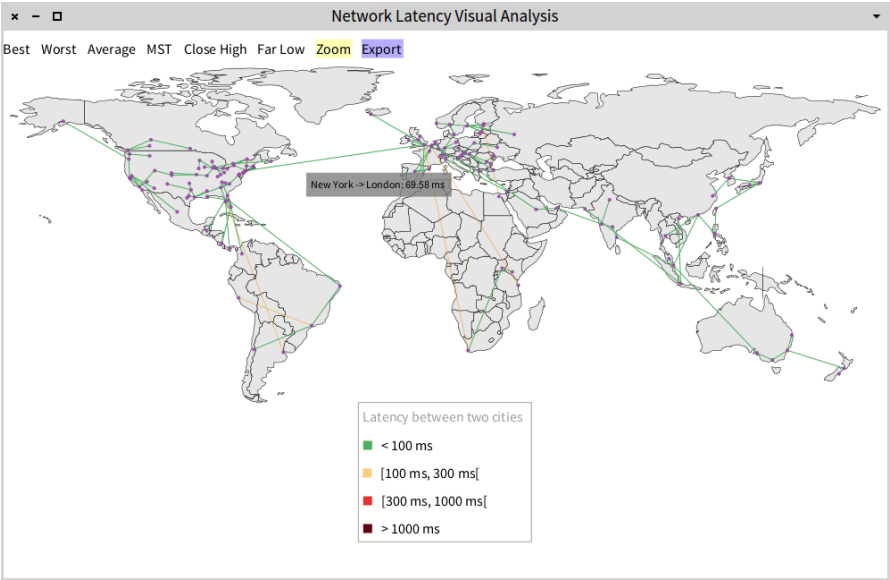 Network Latency Visual Analysis
Best Worst Average MST Close High Far Low Zoom Export
New York -> London: 69.58 ms
Latency between two cities
< 100 ms
[100 ms, 300 ms[
[300 ms, 1000 ms[
> 1000 ms